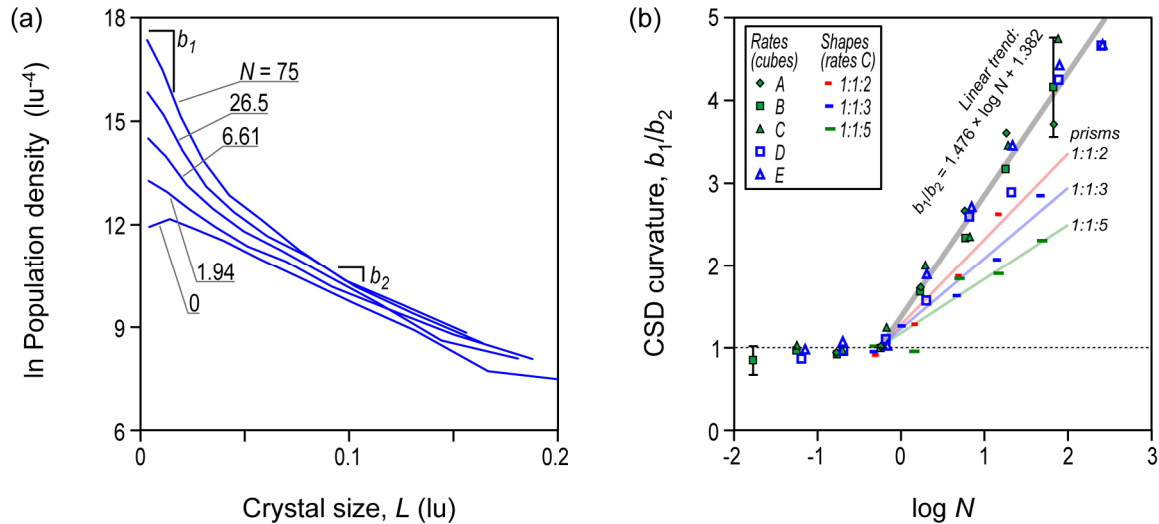 (a)
18
15
12
9
6
0
0.1
0.2
ln Population density (lu-4)
Crystal size, L (lu)
b1
N = 75
26.5
6.61
1.94
0
b2
(b)
5
4
3
2
1
0
-2
-1
0
1
2
3
CSD curvature, b1/b2
log N
Rates
(cubes)
A
B
C
D
E
Shapes
(rates C)
1:1:2
1:1:3
1:1:5
Linear trend:
b1/b2 = 1.476 × log N + 1.382
prisms
1:1:2
1:1:3
1:1:5